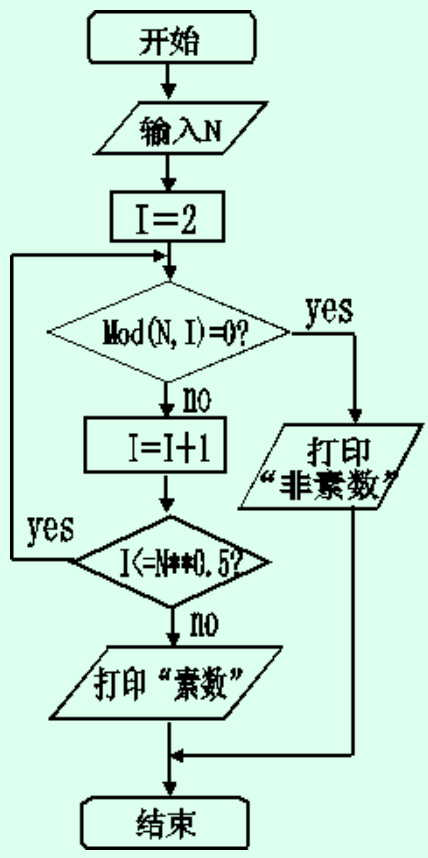 开始
输入N
I=2
Mod(N,I)=0?
yes
no
I=I+1
打印
“非素数”
yes
I<=N**0.5?
no
打印“素数”
结束